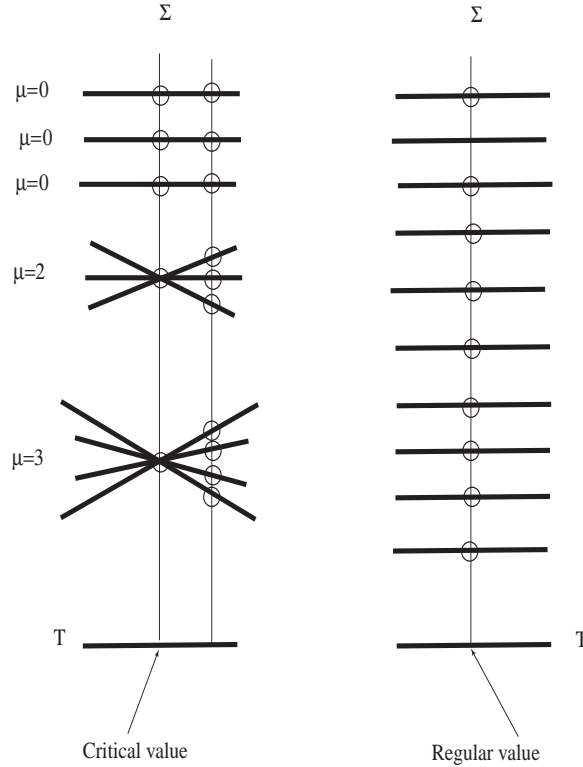 Σ
Σ
μ=0
μ=0
μ=0
μ=2
μ=3
T
T
Critical value
Regular value